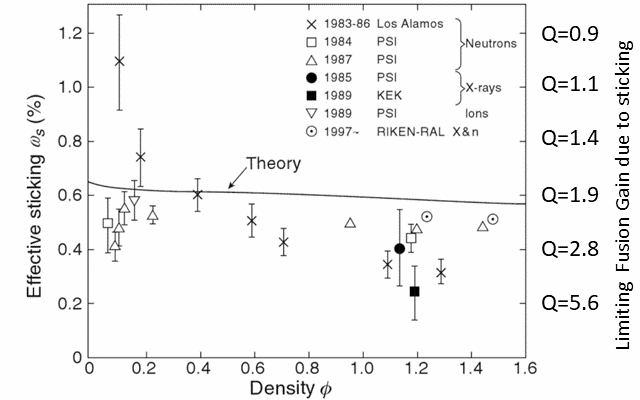 1983-86 Los Alamos
1984 PSI
1987 PSI
Neutrons
1985 PSI
1989 KEK
X-rays
1989 PSI Ions
1997~ RIKEN-RAL X&n
Theory
Effective sticking ωs (%)
1.2
1.0
0.8
0.6
0.4
0.2
0
0 0.2 0.4 0.6 0.8 1.0 1.2 1.4 1.6
Density ϕ
Q=0.9
Q=1.1
Q=1.4
Q=1.9
Q=2.8
Q=5.6
Limiting Fusion Gain due to sticking